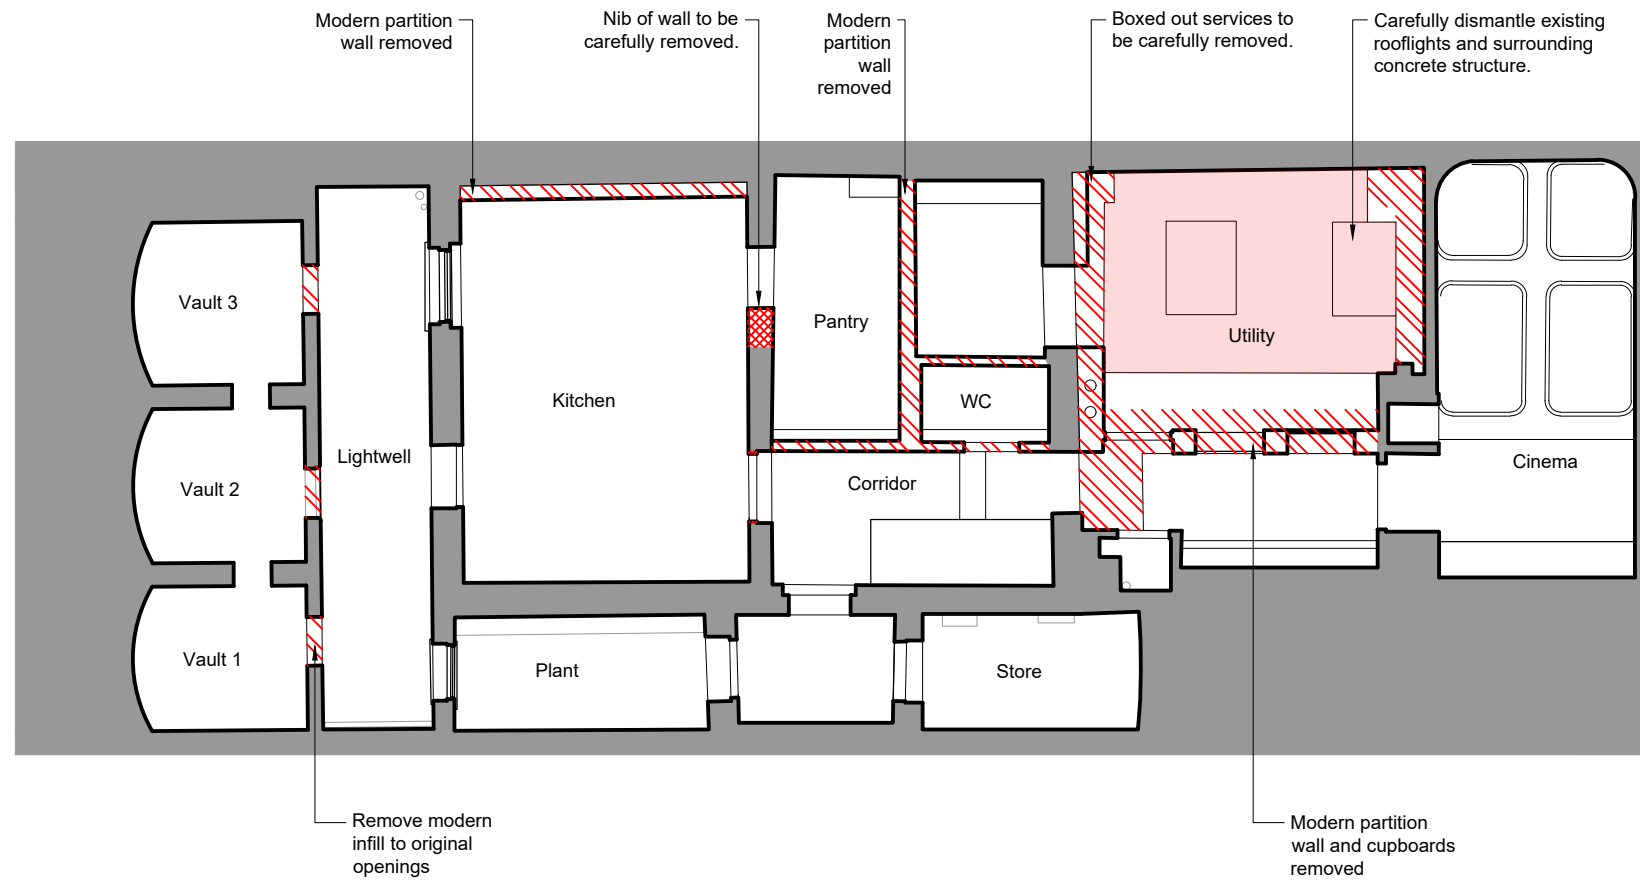 Modern partition
wall removed
Nib of wall to be
carefully removed.
Modern
partition
wall
removed
Boxed out services to
be carefully removed.
Carefully dismantle existing
rooflights and surrounding
concrete structure.
Vault 3
Pantry
Utility
Kitchen
WC
Lightwell
Cinema
Vault 2
Corridor
Vault 1
Plant
Store
Remove modern
infill to original
openings
Modern partition
wall and cupboards
removed